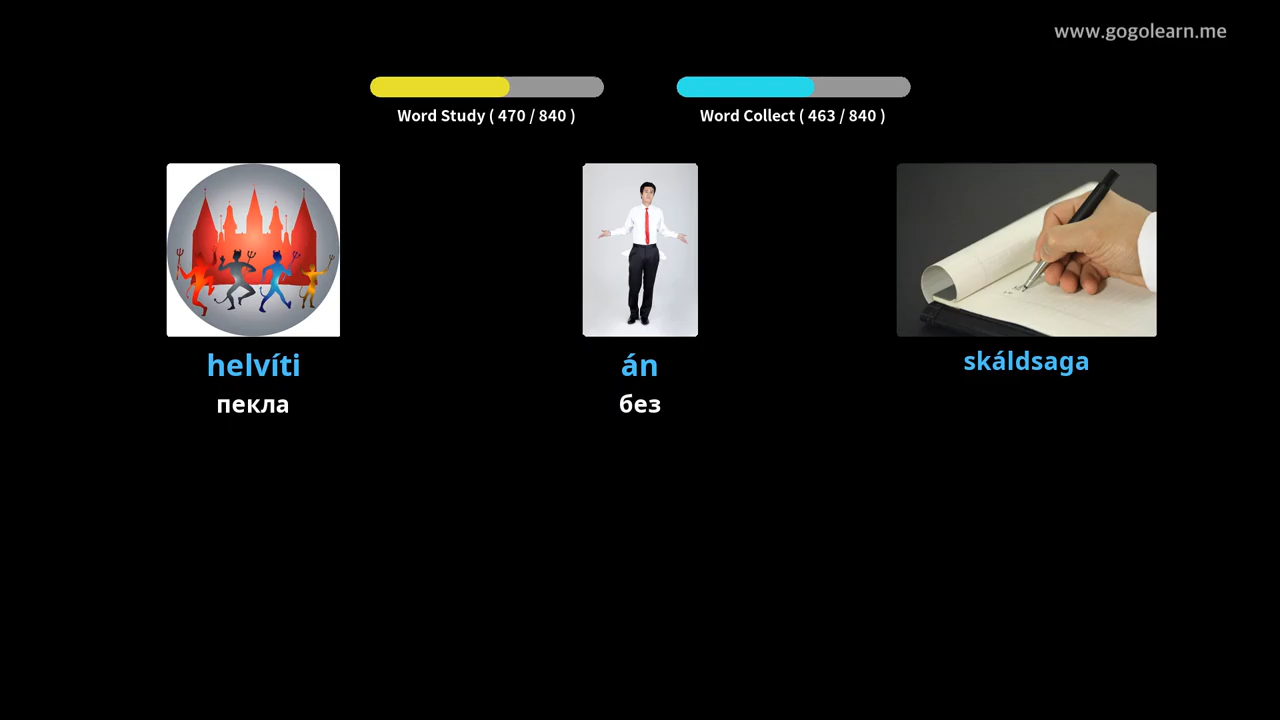 www.gogolearn.me
Word Study ( 470 / 840 )
Word Collect ( 463 / 840 )
helvíti
án
skáldsaga
пекла
без